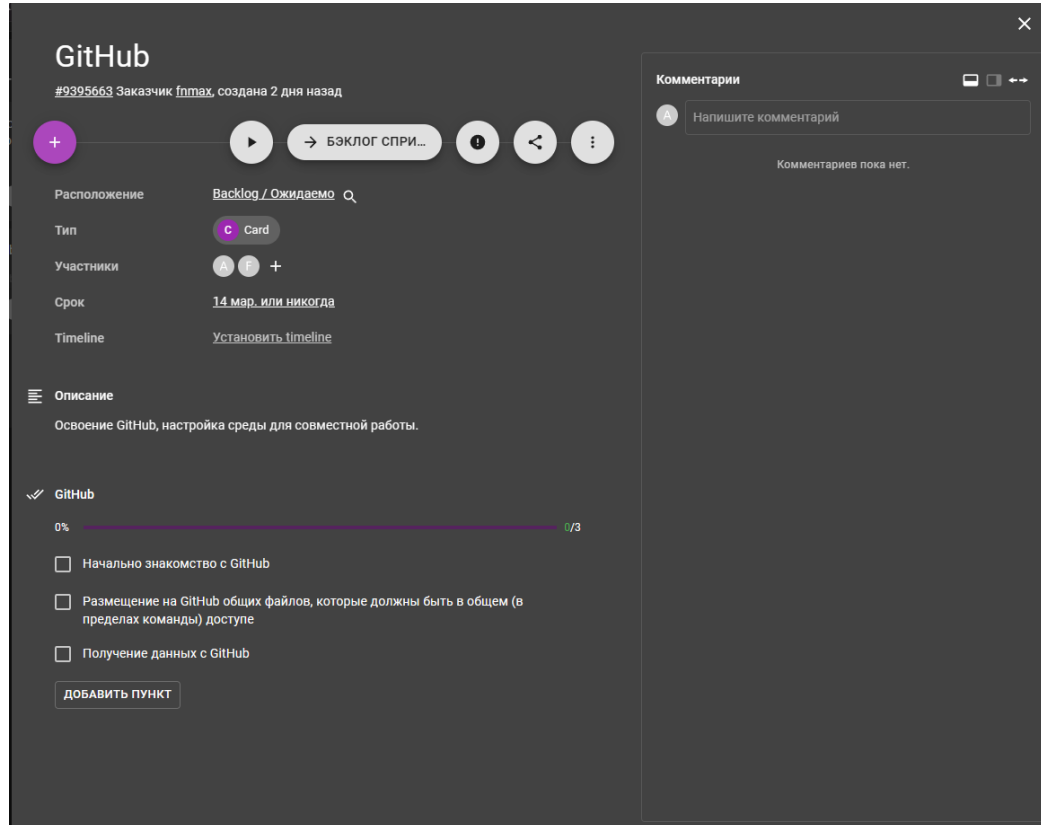 GitHub
#9395663 Заказчик fnmax, создана 2 дня назад
+
БЭКЛОГ СПРИ...
Расположение Backlog / Ожидаемо
Тип C Card
Участники A F +
Срок 14 мар. или никогда
Timeline Установить timeline
Описание
Освоение GitHub, настройка среды для совместной работы.
GitHub
0% 0/3
Начально знакомство с GitHub
Размещение на GitHub общих файлов, которые должны быть в общем (в
пределах команды) доступе
Получение данных с GitHub
ДОБАВИТЬ ПУНКТ
Комментарии
A Напишите комментарий
Комментариев пока нет.